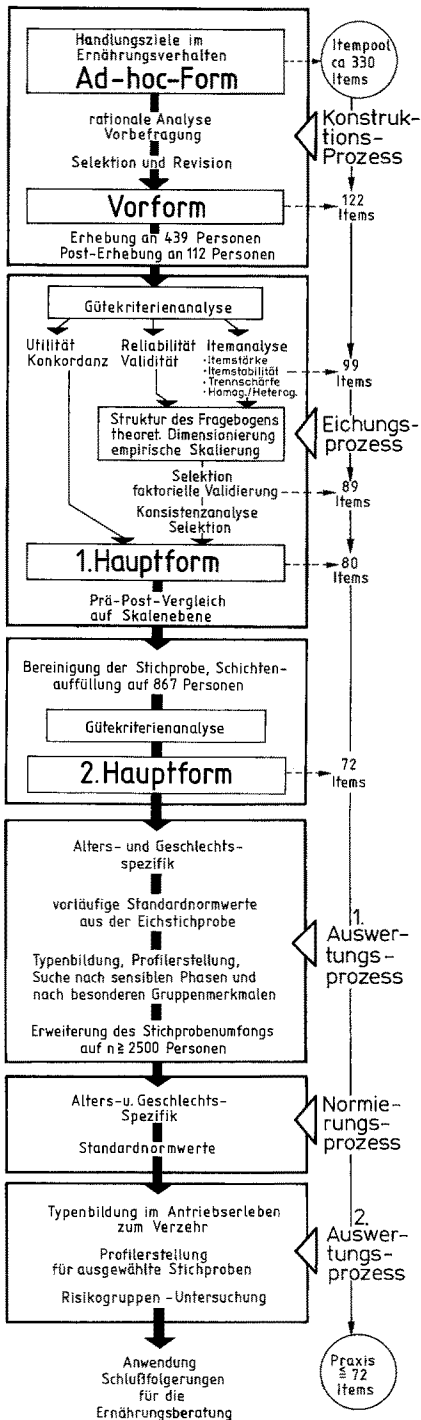 Handlungsziele im
Ernährungsverhalten
Ad-hoc-Form
Itempool
ca 330
Items
rationale Analyse
Vorbefragung
Selektion und Revision
Konstruk-
tions-
Prozess
Vorform
122
Items
Erhebung an 439 Personen
Post-Erhebung an 112 Personen
Gütekriterienanalyse
Utilität
Konkordanz
Reliabilität
Validität
Itemanalyse
·Itemstärke
·Itemstabilität
·Trennschärfe
·Homog./Heterog.
99
Items
Struktur des Fragebogens
theoret. Dimensionierung
empirische Skalierung
Eichungs-
prozess
Selektion
faktorielle Validierung
89
Items
Konsistenzanalyse
Selektion
1.Hauptform
80
Items
Prä-Post-Vergleich
auf Skalenebene
Bereinigung der Stichprobe, Schichten-
auffüllung auf 867 Personen
Gütekriterienanalyse
2.Hauptform
72
Items
Alters- und Geschlechts-
spezifik
vorläufige Standardnormwerte
aus der Eichstichprobe
Typenbildung, Profilerstellung,
Suche nach sensiblen Phasen und
nach besonderen Gruppenmerkmalen
Erweiterung des Stichprobenumfangs
auf n ≧ 2500 Personen
1.
Auswer-
tungs-
prozess
Alters-u. Geschlechts-
Spezifik
Standardnormwerte
Normie-
rungs-
prozess
Typenbildung im Antriebserleben
zum Verzehr
Profilerstellung
für ausgewählte Stichproben
Risikogruppen-Untersuchung
2.
Auswer-
tungs-
prozess
Anwendung
Schlußfolgerungen
für die
Ernährungsberatung
Praxis
≦ 72
Items